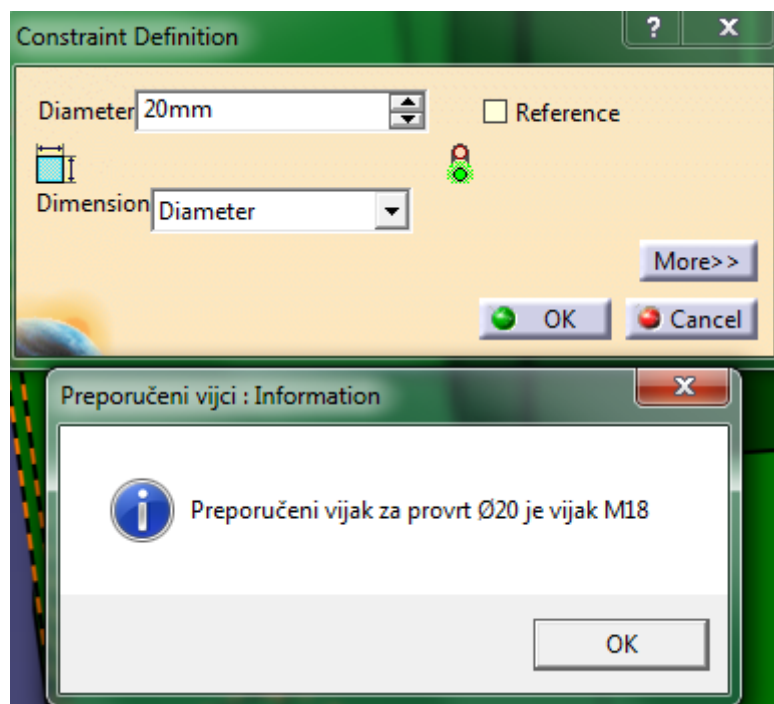 Constraint Definition
? x
Diameter 20mm Reference
Dimension Diameter
More>>
OK Cancel
Preporučeni vijci : Information
x
i Preporučeni vijak za provrt Ø20 je vijak M18
OK